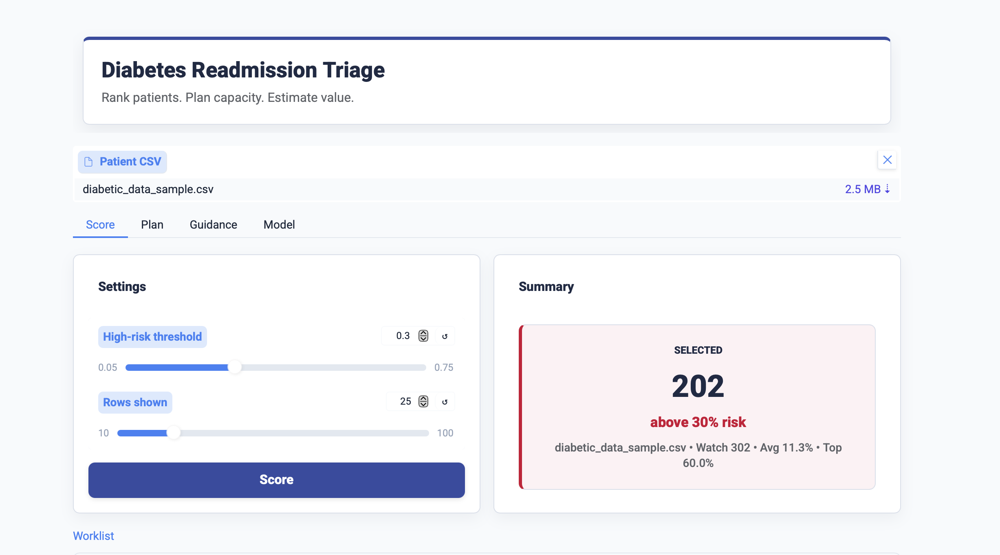 Diabetes Readmission Triage
Rank patients. Plan capacity. Estimate value.
Patient CSV
diabetic_data_sample.csv
2.5 MB ⇣
Score
Plan
Guidance
Model
Settings
High-risk threshold
0.3
↺
0.05
0.75
Rows shown
25
↺
10
100
Score
Summary
SELECTED
202
above 30% risk
diabetic_data_sample.csv • Watch 302 • Avg 11.3% • Top
60.0%
Worklist